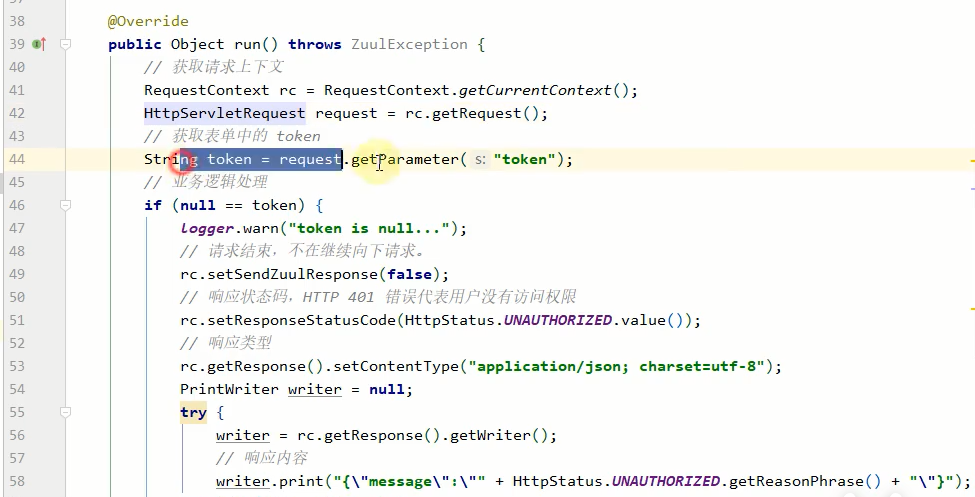 38 @Override
39 public Object run() throws ZuulException {
40 // 获取请求上下文
41 RequestContext rc = RequestContext.getCurrentContext();
42 HttpServletRequest request = rc.getRequest();
43 // 获取表单中的 token
44 String token = request.getParameter( s: "token");
45 // 业务逻辑处理
46 if (null == token) {
47 logger.warn("token is null...");
48 // 请求结束，不在继续向下请求。
49 rc.setSendZuulResponse(false);
50 // 响应状态码，HTTP 401 错误代表用户没有访问权限
51 rc.setResponseStatusCode(HttpStatus.UNAUTHORIZED.value());
52 // 响应类型
53 rc.getResponse().setContentType("application/json; charset=utf-8");
54 PrintWriter writer = null;
55 try {
56 writer = rc.getResponse().getWriter();
57 // 响应内容
58 writer.print("{\"message\":\"" + HttpStatus.UNAUTHORIZED.getReasonPhrase() + "\"}");